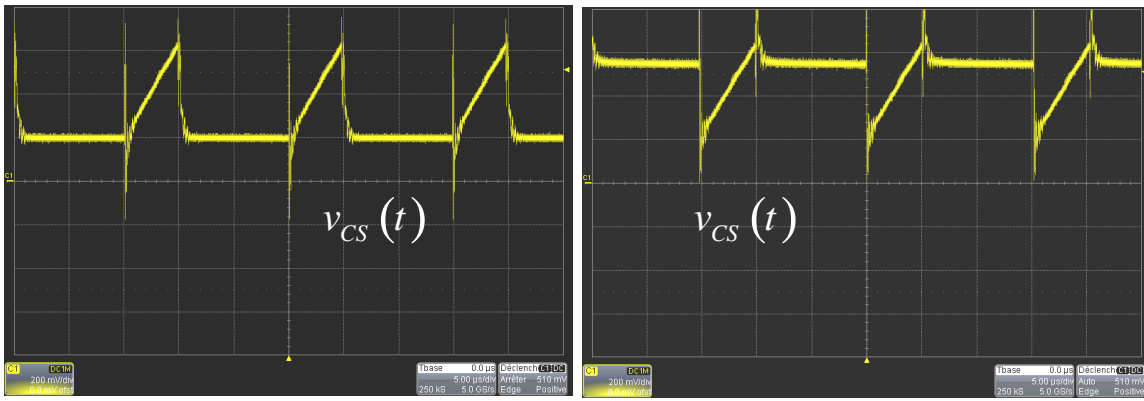 C1
v_CS (t)
C1 DC1M
200 mV/div
0.0 mV ofst
Tbase 0.0 µs
5.00 µs/div
250 kS 5.0 GS/s
Déclench C1 DC
Arrêter 510 mV
Edge Positive
C1
v_CS (t)
C1 DC1M
200 mV/div
0.0 mV ofst
Tbase 0.0 µs
5.00 µs/div
250 kS 5.0 GS/s
Déclench C1 DC
Auto 510 mV
Edge Positive